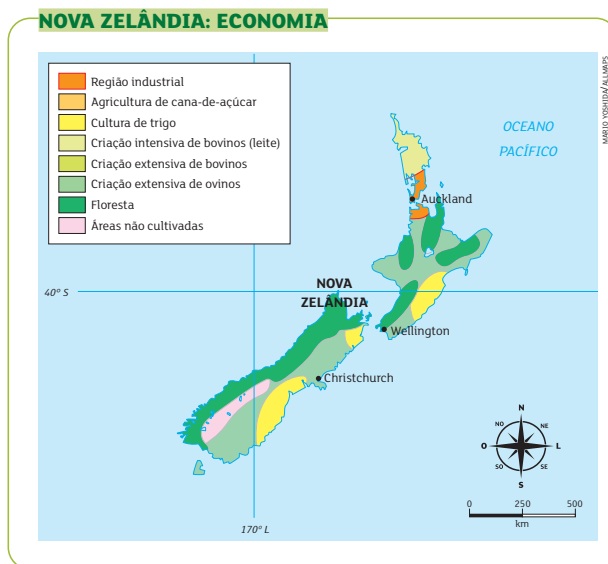 NOVA ZELÂNDIA: ECONOMIA
MARIO YOSHIDA/ALLMAPS
Região industrial
Agricultura de cana-de-açúcar
Cultura de trigo
Criação intensiva de bovinos (leite)
Criação extensiva de bovinos
Criação extensiva de ovinos
Floresta
Áreas não cultivadas
OCEANO
PACÍFICO
Auckland
40° S
NOVA
ZELÂNDIA
Wellington
Christchurch
N
NO
NE
O
L
SO
SE
S
0
250
500
km
170° L